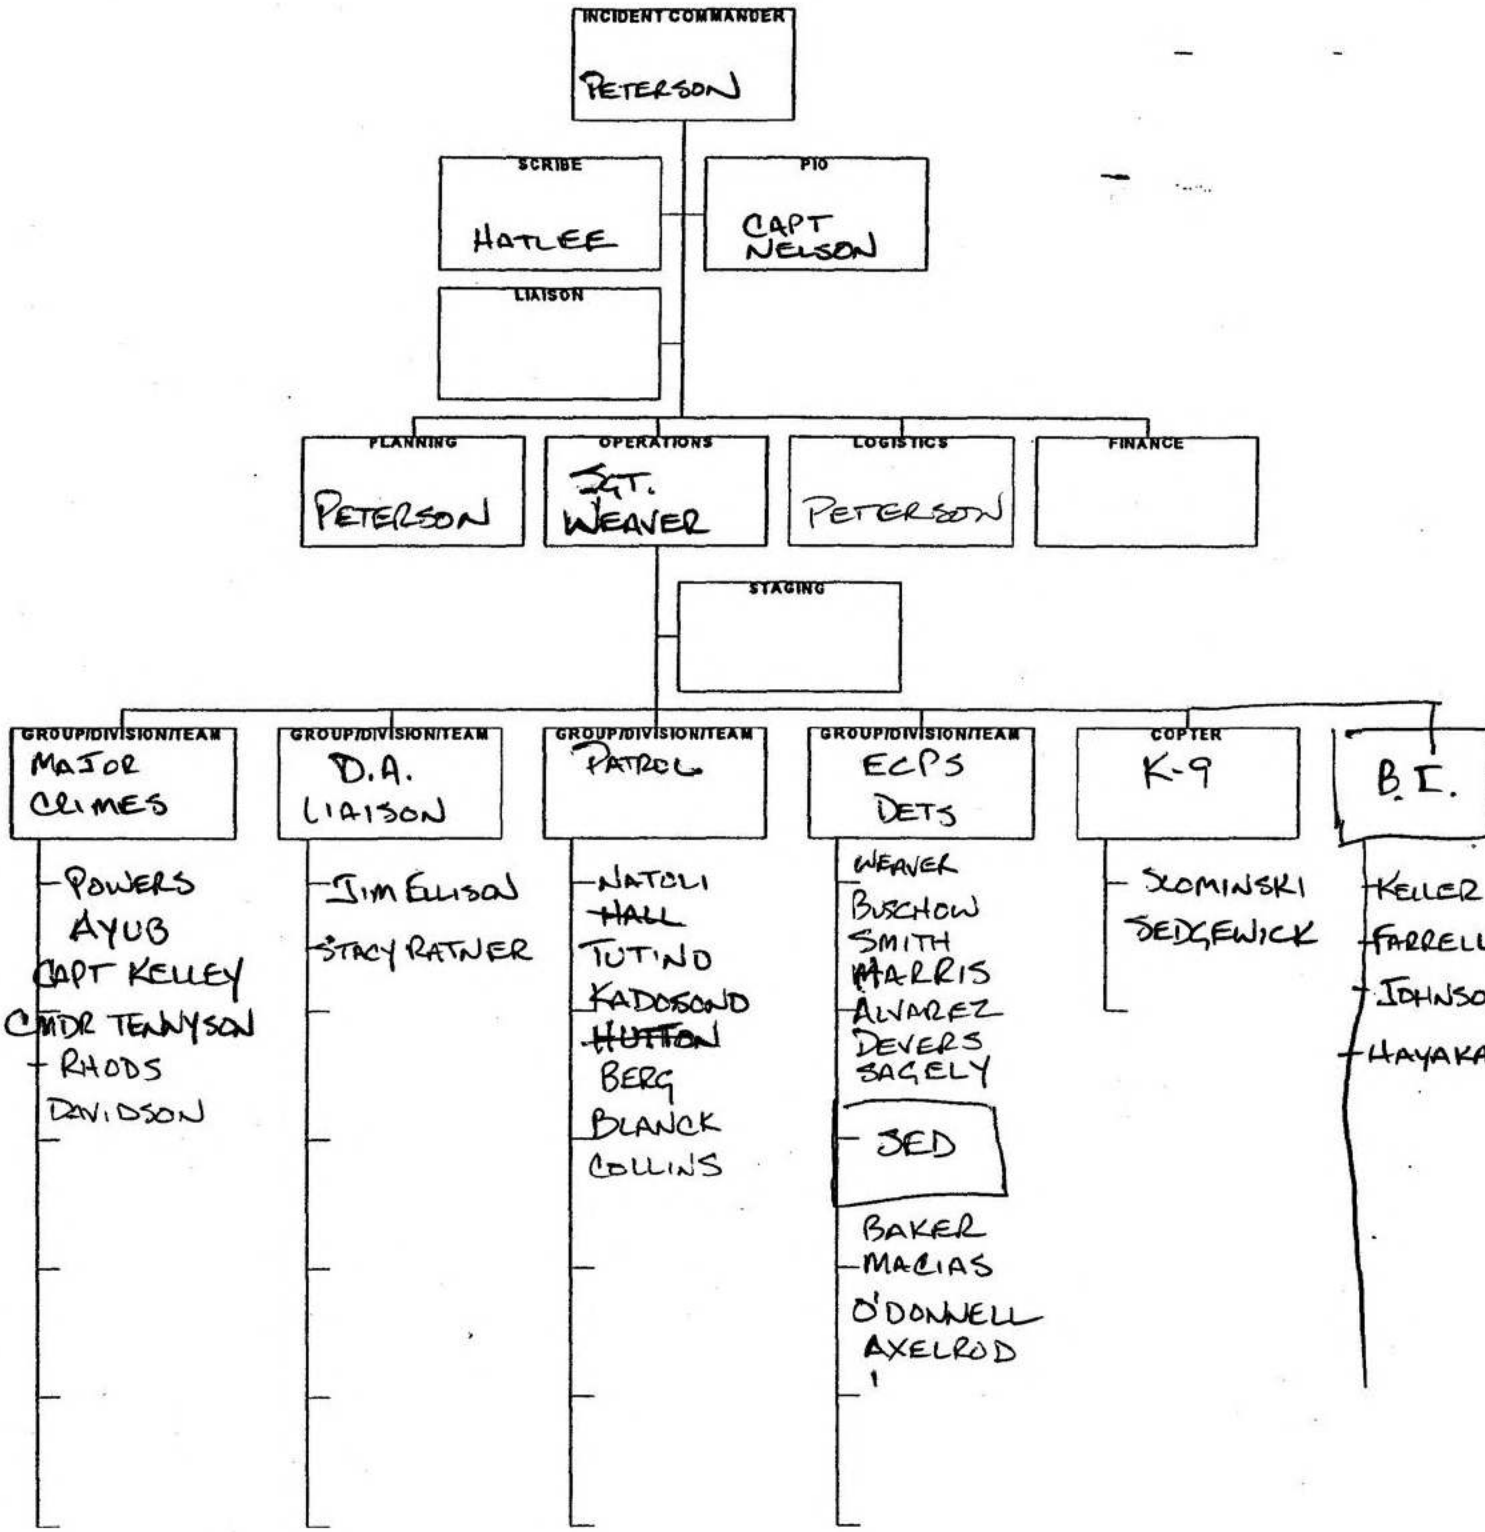 INCIDENT COMMANDER
PETERSON
SCRIBE
HATLEE
PIO
CAPT
NELSON
LIAISON
PLANNING
PETERSON
OPERATIONS
SGT.
WEAVER
LOGISTICS
PETERSON
FINANCE
STAGING
GROUP/DIVISION/TEAM
MAJOR
CRIMES
POWERS
AYUB
CAPT KELLEY
CMDR TENNYSON
RHODS
DAVIDSON
GROUP/DIVISION/TEAM
D.A.
LIAISON
JIM ELLISON
STACY RATNER
GROUP/DIVISION/TEAM
PATROL
NATOLI
HALL
TUTINO
KADOSONO
HUTTON
BERG
BLANCK
COLLINS
GROUP/DIVISION/TEAM
ECPS
DETS
WEAVER
BUSCHOW
SMITH
HARRIS
ALVAREZ
DEVERS
SAGELY
SED
BAKER
MACIAS
O'DONNELL
AXELROD
COPTER
K-9
SLOMINSKI
SEDGEWICK
B.I.
KELLER
FARRELL
JOHNSO
HAYAKA